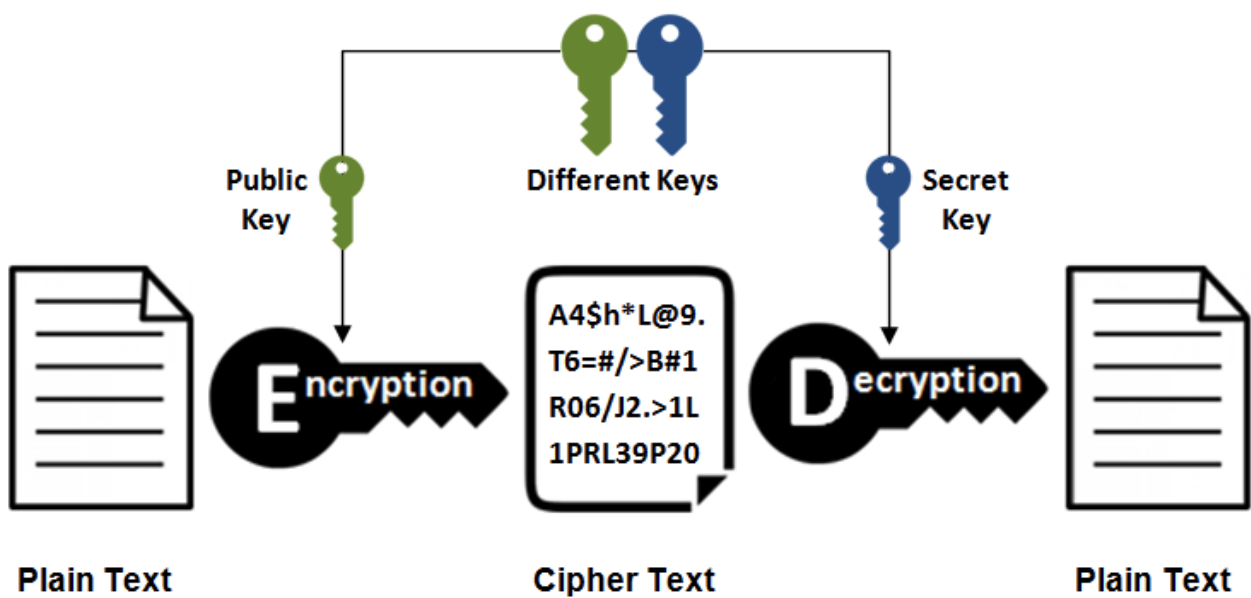 Public
Key
Different Keys
Secret
Key
Encryption
A4$h*L@9.
T6=#/>B#1
R06/J2.>1L
1PRL39P20
Decryption
Plain Text
Cipher Text
Plain Text